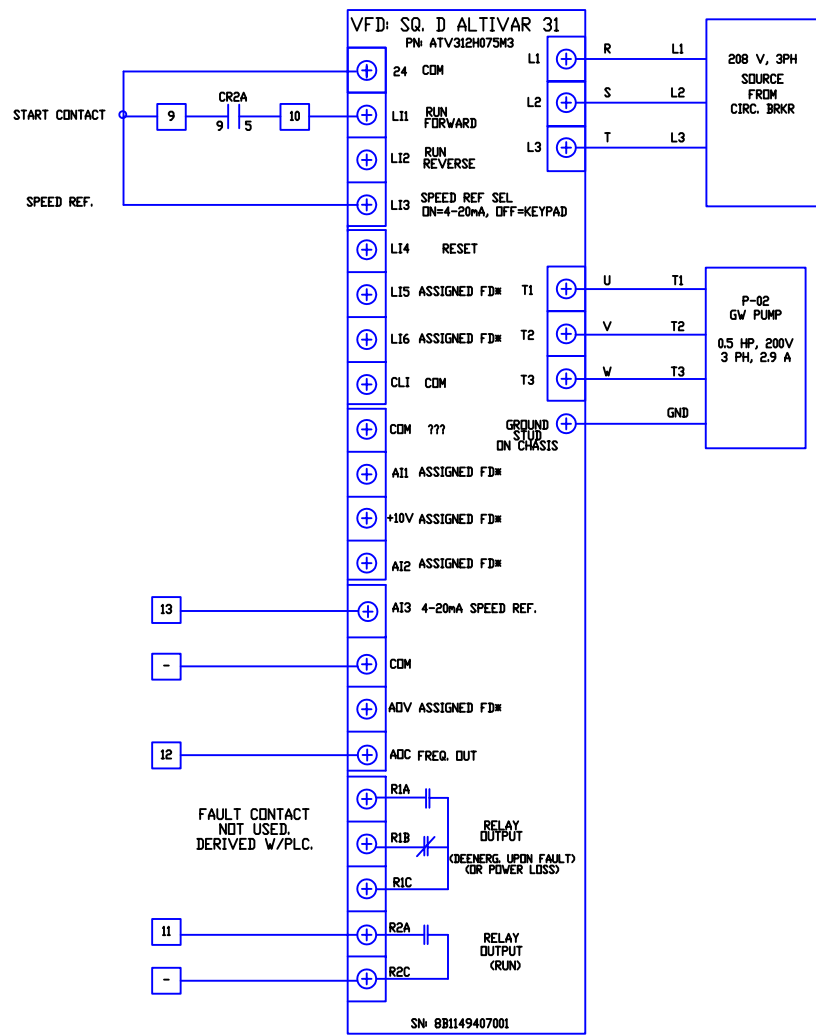 VFD: SQ. D ALTIVAR 31
PN: ATV312H075M3
24 COM
L1 R L1
208 V, 3PH
SOURCE
FROM
CIRC. BRKR
START CONTACT
9
CR2A
9 5
10
LI1 RUN
FORWARD
L2 S L2
LI2 RUN
REVERSE
L3 T L3
SPEED REF.
LI3 SPEED REF SEL
ON=4-20mA, OFF=KEYPAD
LI4 RESET
LI5 ASSIGNED FD*
T1 U T1
P-02
GW PUMP
0.5 HP, 200V
3 PH, 2.9 A
LI6 ASSIGNED FD*
T2 V T2
CLI COM
T3 W T3
COM ???
GROUND
STUD
ON CHASIS
GND
AI1 ASSIGNED FD*
+10V ASSIGNED FD*
AI2 ASSIGNED FD*
13
AI3 4-20mA SPEED REF.
-
COM
AOV ASSIGNED FD*
12
AOC FREQ. OUT
FAULT CONTACT
NOT USED.
DERIVED W/PLC.
R1A
R1B
R1C
RELAY
OUTPUT
(DEENERG. UPON FAULT)
(OR POWER LOSS)
11
R2A
-
R2C
RELAY
OUTPUT
(RUN)
SN: 8B1149407001